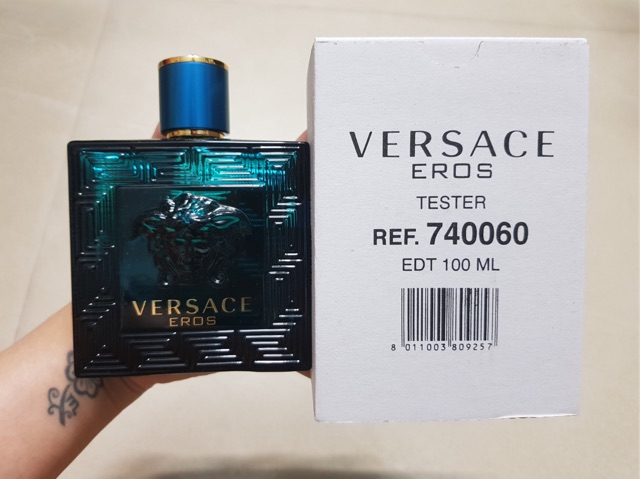 VERSACE
EROS
VERSACE
EROS
TESTER
REF. 740060
EDT 100 ML
8 011003 809257